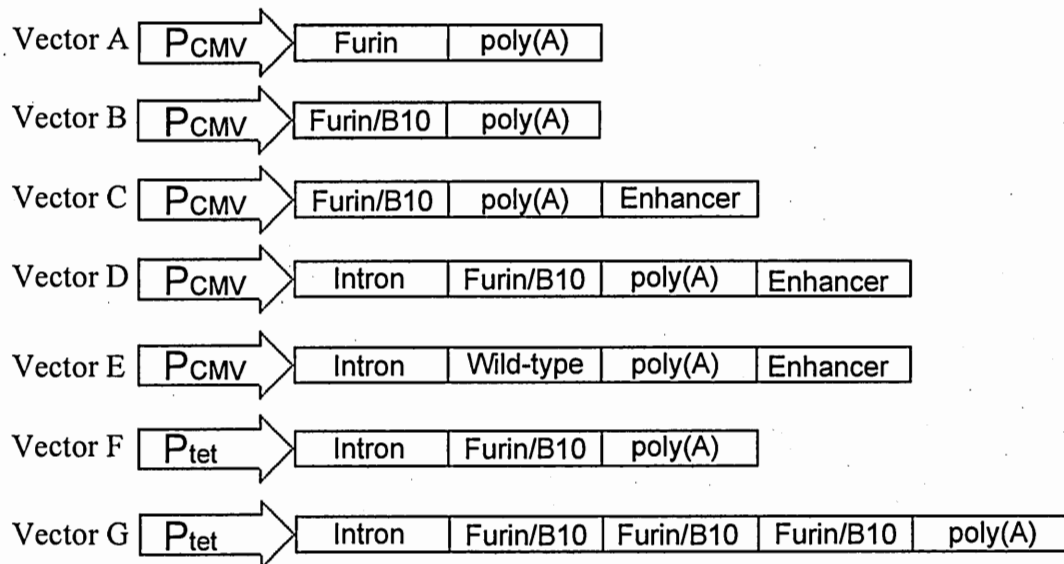 Vector A PCMV Furin poly(A)
Vector B PCMV Furin/B10 poly(A)
Vector C PCMV Furin/B10 poly(A) Enhancer
Vector D PCMV Intron Furin/B10 poly(A) Enhancer
Vector E PCMV Intron Wild-type poly(A) Enhancer
Vector F Ptet Intron Furin/B10 poly(A)
Vector G Ptet Intron Furin/B10 Furin/B10 Furin/B10 poly(A)